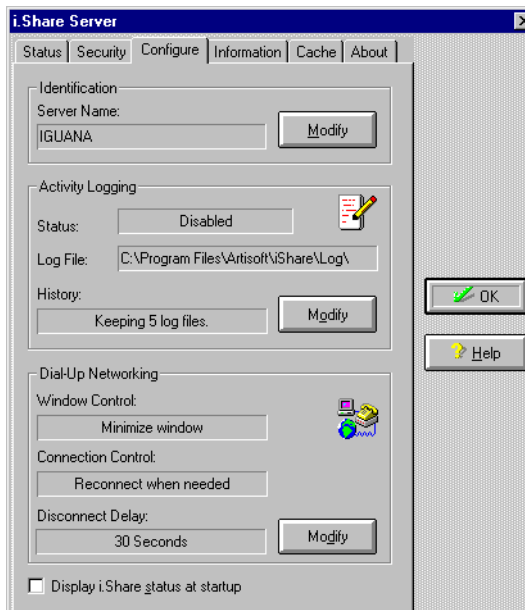 i.Share Server
Status Security Configure Information Cache About
Identification
Server Name:
IGUANA
Modify
Activity Logging
Status: Disabled
Log File: C:\Program Files\Artisoft\iShare\Log\
History:
Keeping 5 log files.
Modify
OK
Help
Dial-Up Networking
Window Control:
Minimize window
Connection Control:
Reconnect when needed
Disconnect Delay:
30 Seconds
Modify
Display i.Share status at startup